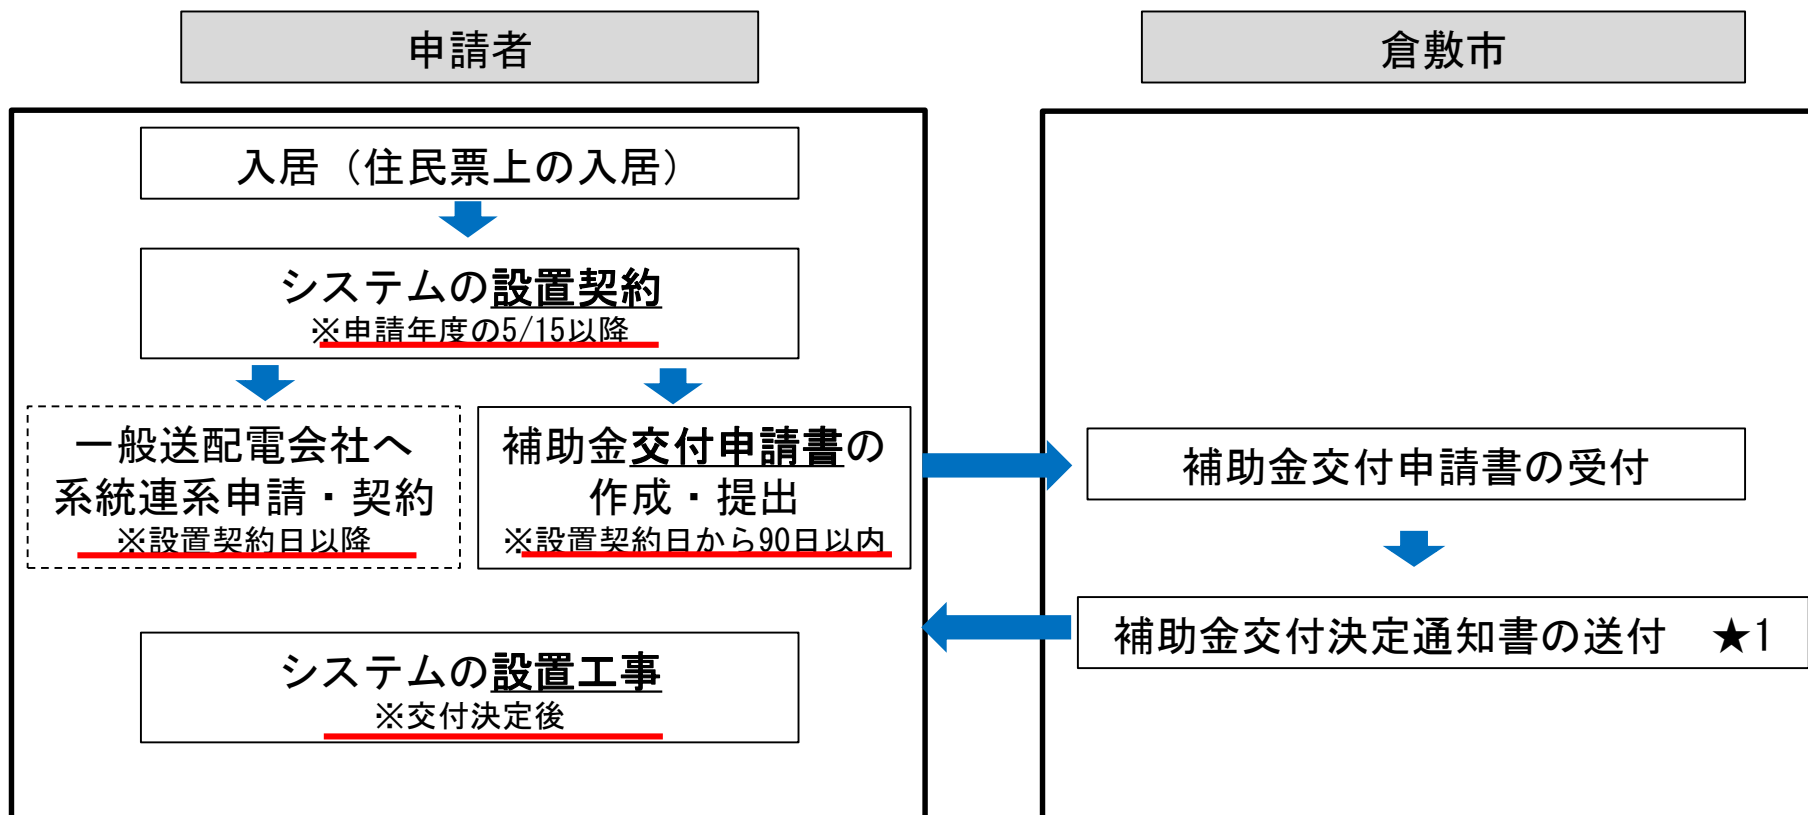 申請者
倉敷市
入居（住民票上の入居）
システムの設置契約
※申請年度の5/15以降
一般送配電会社へ
系統連系申請・契約
※設置契約日以降
補助金交付申請書の
作成・提出
※設置契約日から90日以内
補助金交付申請書の受付
補助金交付決定通知書の送付　★1
システムの設置工事
※交付決定後